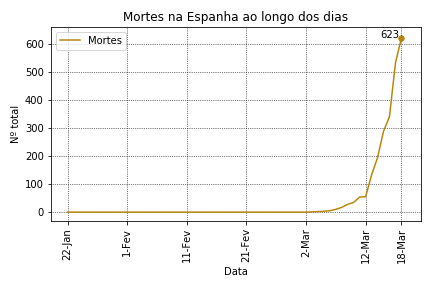 Mortes na Espanha ao longo dos dias
Mortes
623
600
500
400
300
200
100
0
Nº total
22-Jan
1-Fev
11-Fev
21-Fev
2-Mar
12-Mar
18-Mar
Data